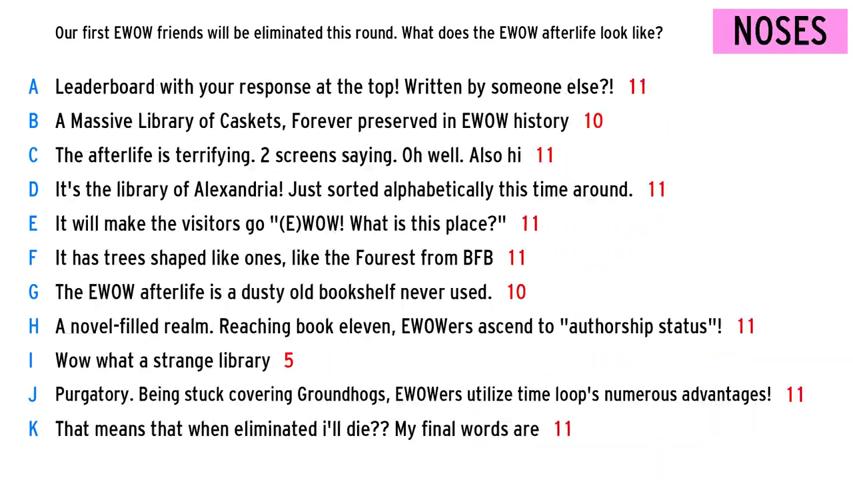 Our first EWOW friends will be eliminated this round. What does the EWOW afterlife look like?
NOSES
A Leaderboard with your response at the top! Written by someone else?! 11
B A Massive Library of Caskets, Forever preserved in EWOW history 10
C The afterlife is terrifying. 2 screens saying. Oh well. Also hi 11
D It's the library of Alexandria! Just sorted alphabetically this time around. 11
E It will make the visitors go "(E)WOW! What is this place?" 11
F It has trees shaped like ones, like the Fourest from BFB 11
G The EWOW afterlife is a dusty old bookshelf never used. 10
H A novel-filled realm. Reaching book eleven, EWOWers ascend to "authorship status"! 11
I Wow what a strange library 5
J Purgatory. Being stuck covering Groundhogs, EWOWers utilize time loop's numerous advantages! 11
K That means that when eliminated i'll die?? My final words are 11